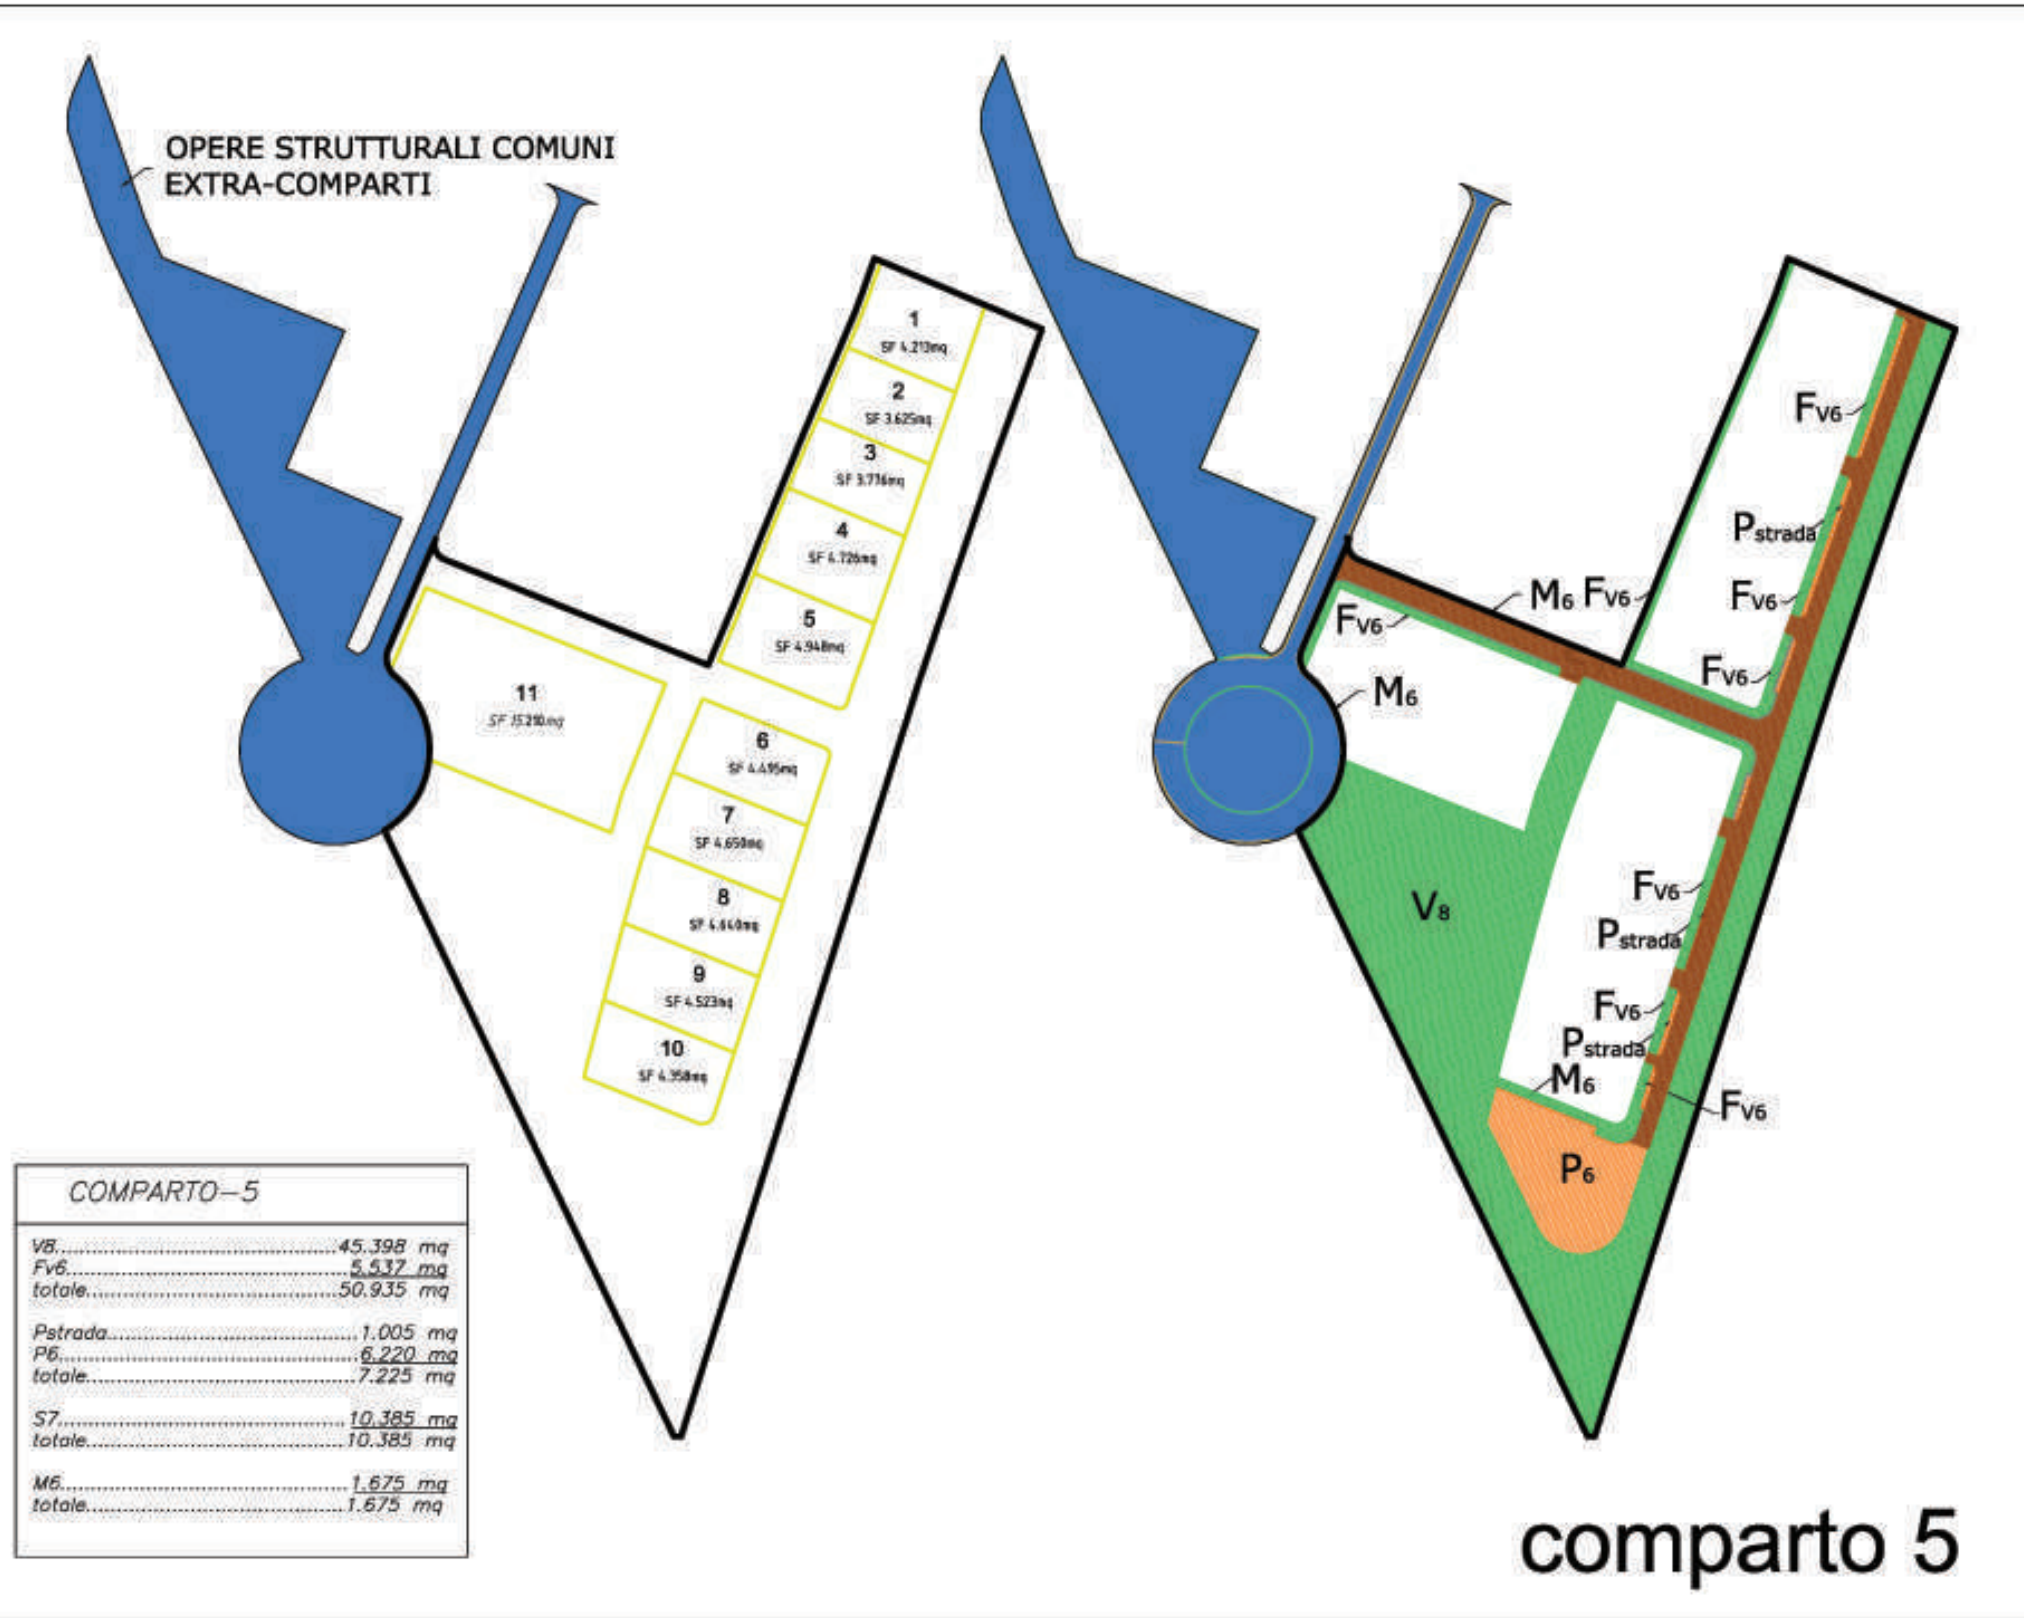 OPERE STRUTTURALI COMUNI
EXTRA-COMPARTI
1
SF 4.213mq
2
SF 3.625mq
3
SF 3.776mq
4
SF 4.726mq
5
SF 4.948mq
11
SF 15.210mq
6
SF 4.495mq
7
SF 4.650mq
8
SF 4.640mq
9
SF 4.523mq
10
SF 4.358mq
Fv6
Pstrada
M6 Fv6
Fv6
Fv6
Fv6
M6
Fv6
V8
Pstrada
Fv6
Pstrada
M6
Fv6
P6
COMPARTO-5
V8 45.398 mq
Fv6 5.537 mq
totale 50.935 mq
Pstrada 1.005 mq
P6 6.220 mq
totale 7.225 mq
S7 10.385 mq
totale 10.385 mq
M6 1.675 mq
totale 1.675 mq
comparto 5